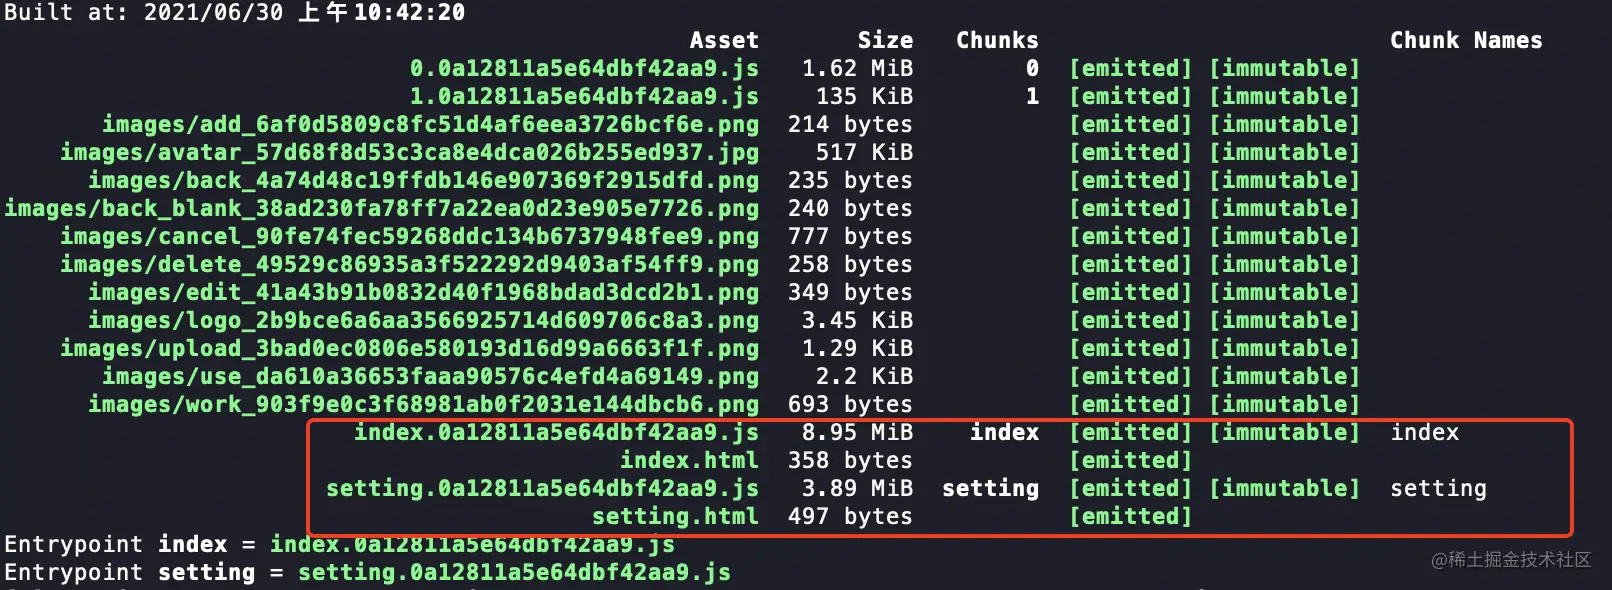 Built at: 2021/06/30 上午10:42:20
Asset Size Chunks Chunk Names
0.0a12811a5e64dbf42aa9.js 1.62 MiB 0 [emitted] [immutable]
1.0a12811a5e64dbf42aa9.js 135 KiB 1 [emitted] [immutable]
images/add_6af0d5809c8fc51d4af6eea3726bcf6e.png 214 bytes [emitted] [immutable]
images/avatar_57d68f8d53c3ca8e4dca026b255ed937.jpg 517 KiB [emitted] [immutable]
images/back_4a74d48c19ffdb146e907369f2915dfd.png 235 bytes [emitted] [immutable]
images/back_blank_38ad230fa78ff7a22ea0d23e905e7726.png 240 bytes [emitted] [immutable]
images/cancel_90fe74fec59268ddc134b6737948fee9.png 777 bytes [emitted] [immutable]
images/delete_49529c86935a3f522292d9403af54ff9.png 258 bytes [emitted] [immutable]
images/edit_41a43b91b0832d40f1968bdad3dcd2b1.png 349 bytes [emitted] [immutable]
images/logo_2b9bce6a6aa3566925714d609706c8a3.png 3.45 KiB [emitted] [immutable]
images/upload_3bad0ec0806e580193d16d99a6663f1f.png 1.29 KiB [emitted] [immutable]
images/use_da610a36653faaa90576c4efd4a69149.png 2.2 KiB [emitted] [immutable]
images/work_903f9e0c3f68981ab0f2031e144dbcb6.png 693 bytes [emitted] [immutable]
index.0a12811a5e64dbf42aa9.js 8.95 MiB index [emitted] [immutable] index
index.html 358 bytes [emitted]
setting.0a12811a5e64dbf42aa9.js 3.89 MiB setting [emitted] [immutable] setting
setting.html 497 bytes [emitted]
Entrypoint index = index.0a12811a5e64dbf42aa9.js
Entrypoint setting = setting.0a12811a5e64dbf42aa9.js
@稀土掘金技术社区